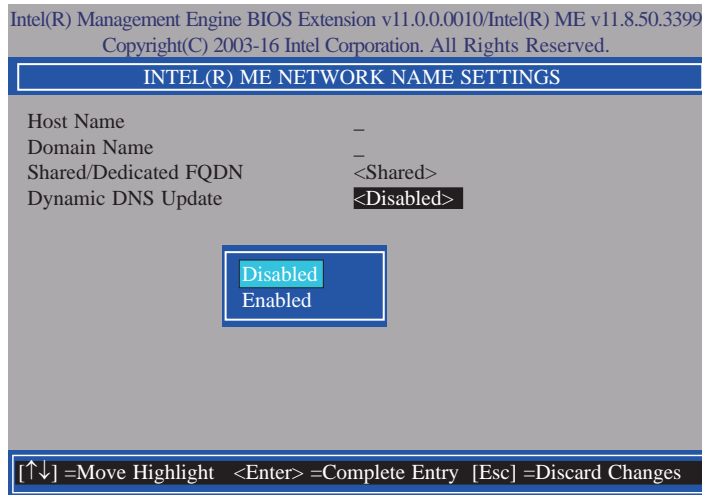 Intel(R) Management Engine BIOS Extension v11.0.0.0010/Intel(R) ME v11.8.50.3399
Copyright(C) 2003-16 Intel Corporation. All Rights Reserved.
INTEL(R) ME NETWORK NAME SETTINGS
Host Name _
Domain Name _
Shared/Dedicated FQDN <Shared>
Dynamic DNS Update <Disabled>
Disabled
Enabled
[↑↓] =Move Highlight <Enter> =Complete Entry [Esc] =Discard Changes